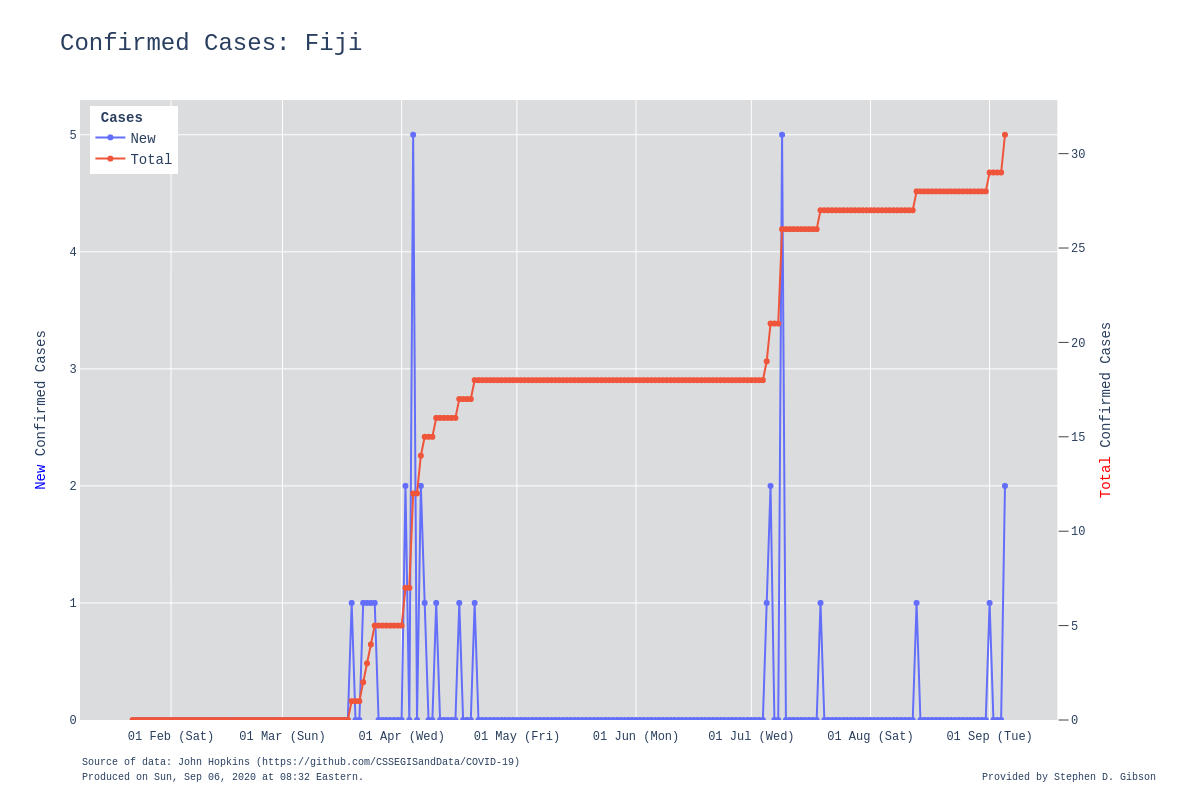 Confirmed Cases: Fiji
Cases
New
Total
5
4
3
2
1
0
30
25
20
15
10
5
0
New Confirmed Cases
Total Confirmed Cases
01 Feb (Sat)
01 Mar (Sun)
01 Apr (Wed)
01 May (Fri)
01 Jun (Mon)
01 Jul (Wed)
01 Aug (Sat)
01 Sep (Tue)
Source of data: John Hopkins (https://github.com/CSSEGISandData/COVID-19)
Produced on Sun, Sep 06, 2020 at 08:32 Eastern.
Provided by Stephen D. Gibson